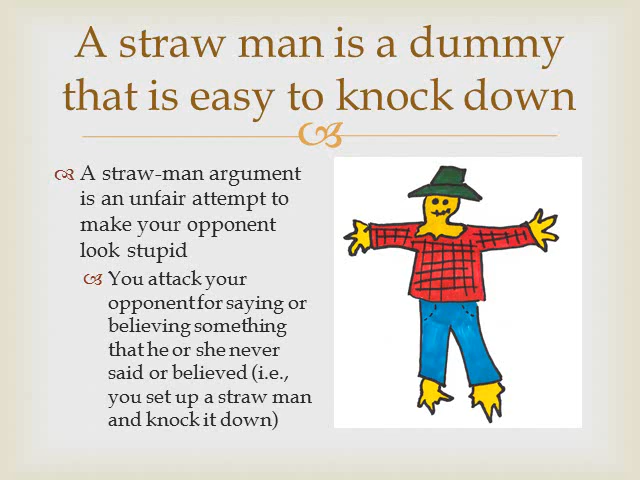 A straw man is a dummy
that is easy to knock down
A straw-man argument
is an unfair attempt to
make your opponent
look stupid
You attack your
opponent for saying or
believing something
that he or she never
said or believed (i.e.,
you set up a straw man
and knock it down)